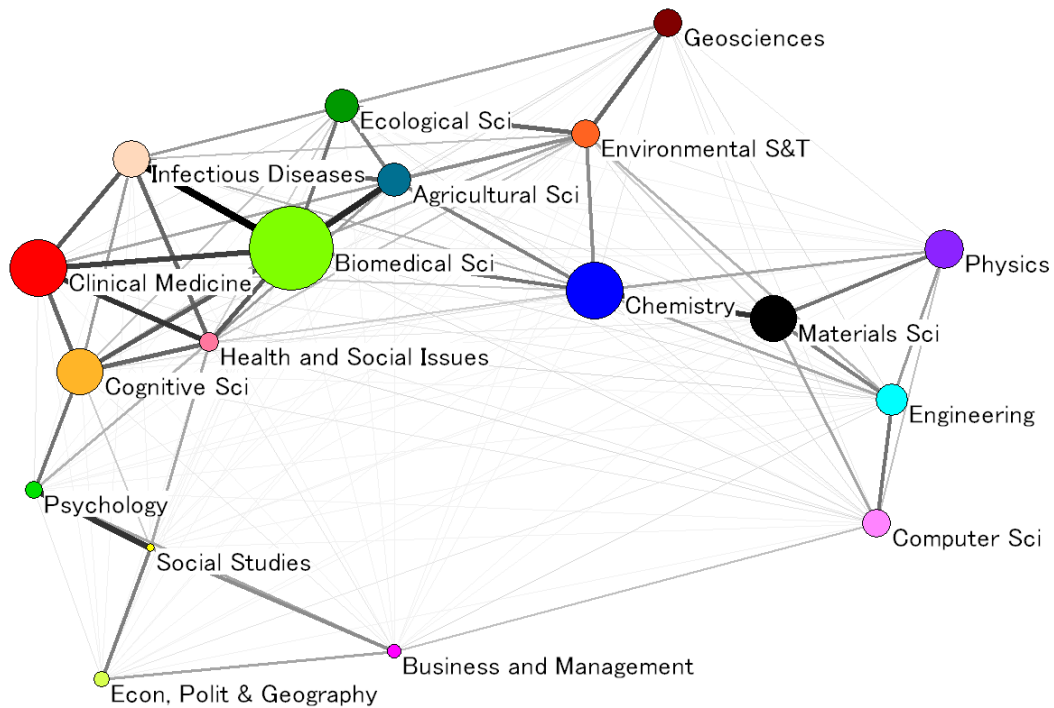 Geosciences
Ecological Sci
Environmental S&T
Infectious Diseases
Agricultural Sci
Biomedical Sci
Physics
Clinical Medicine
Chemistry
Materials Sci
Health and Social Issues
Cognitive Sci
Engineering
Psychology
Computer Sci
Social Studies
Business and Management
Econ, Polit & Geography